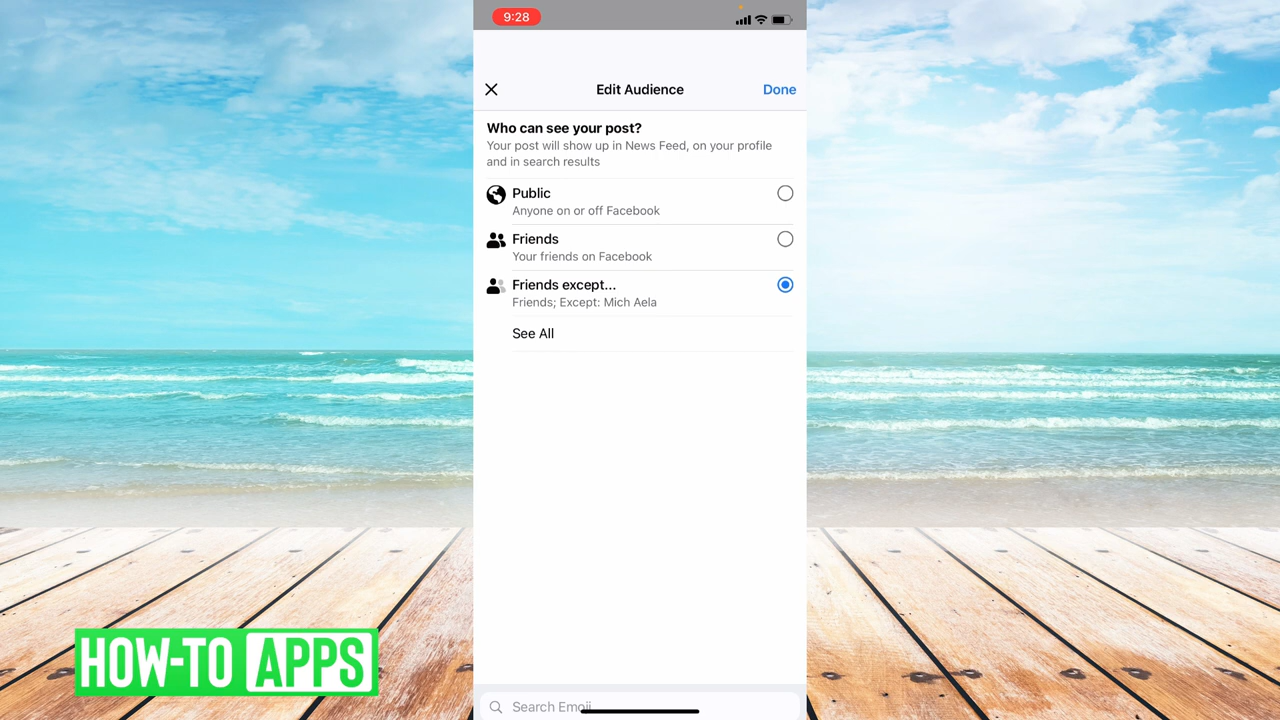 9:28
Edit Audience
Done
Who can see your post?
Your post will show up in News Feed, on your profile
and in search results
Public
Anyone on or off Facebook
Friends
Your friends on Facebook
Friends except...
Friends; Except: Mich Aela
See All
Search Emoji
HOW-TO APPS